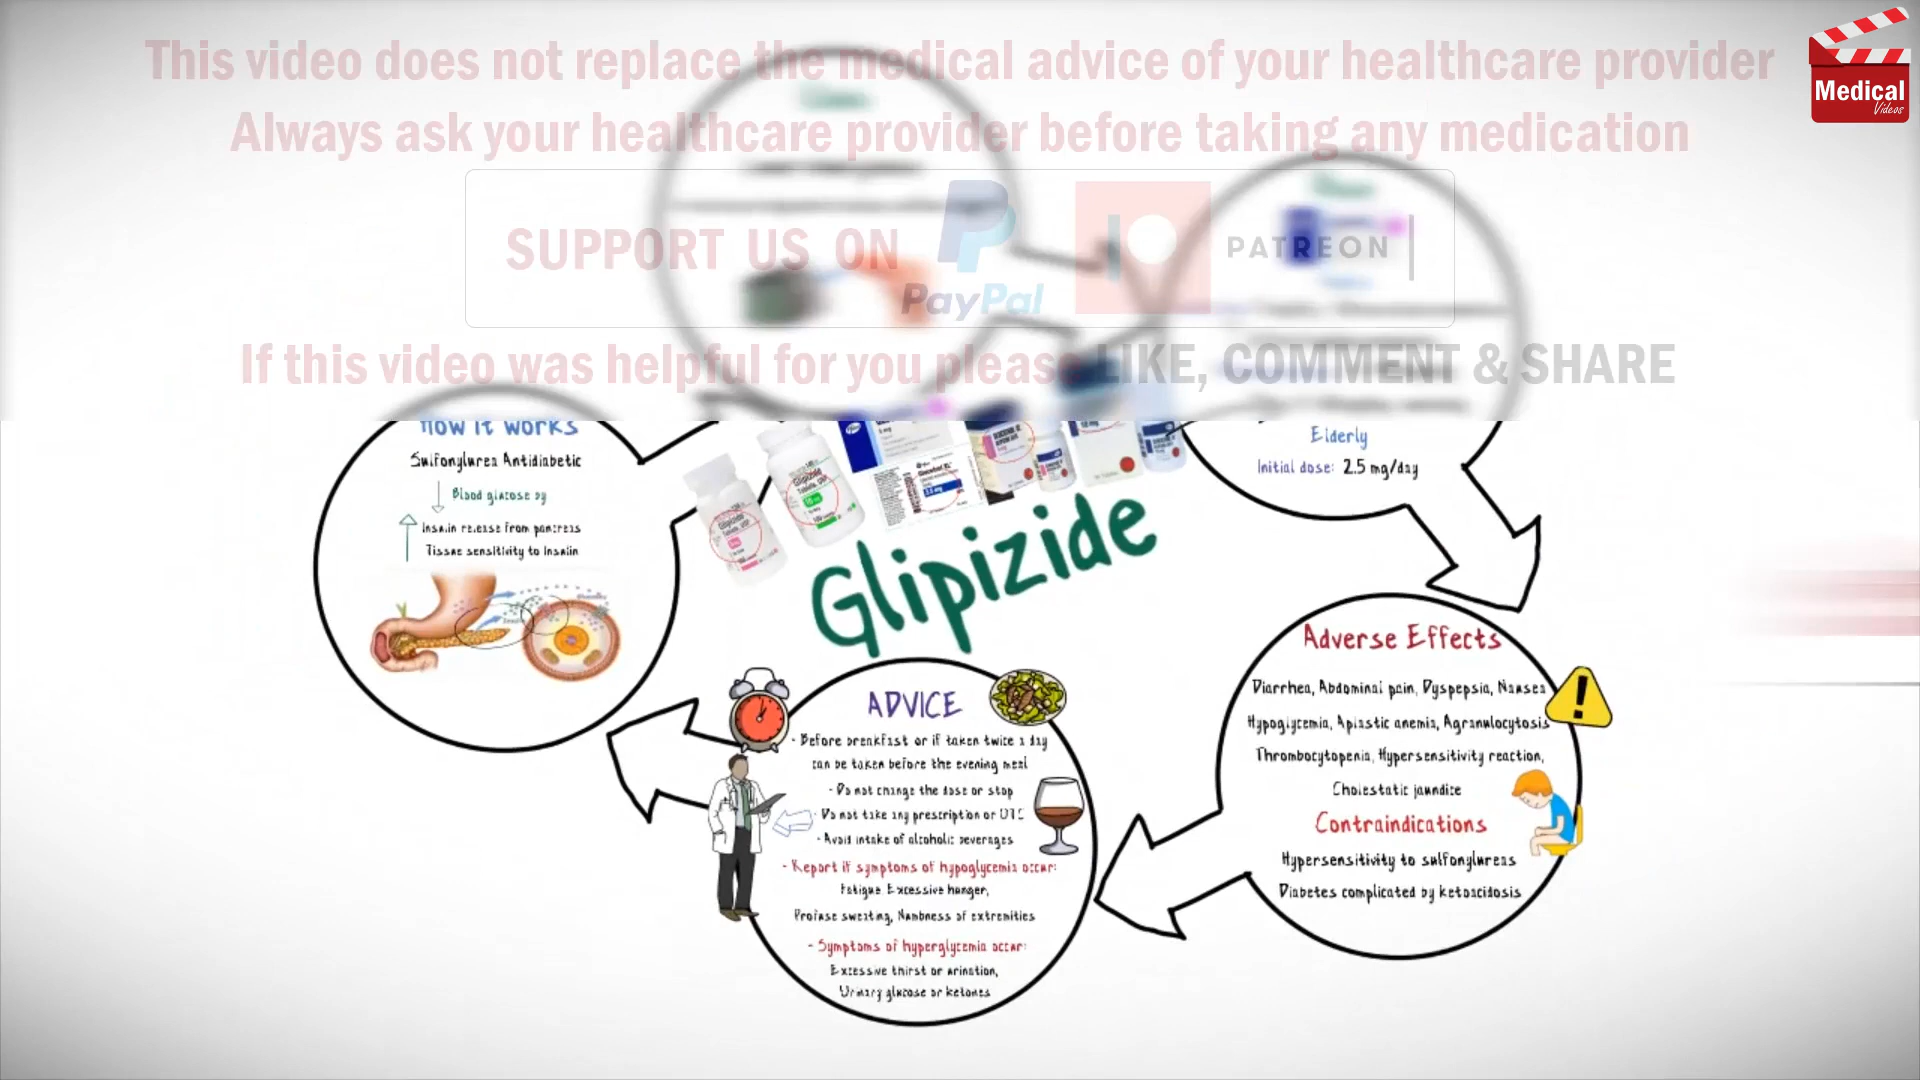 This video does not replace the medical advice of your healthcare provider
Always ask your healthcare provider before taking any medication
Medical
Videos
SUPPORT US ON
PayPal
PATREON
If this video was helpful for you please LIKE, COMMENT & SHARE
How it works
Sulfonylurea Antidiabetic
Blood glucose by
Insulin release from pancreas
Tissue sensitivity to Insulin
Glipizide
Elderly
Initial dose: 2.5 mg/day
Adverse Effects
Diarrhea, Abdominal pain, Dyspepsia, Nausea
Hypoglycemia, Aplastic anemia, Agranulocytosis
Thrombocytopenia, Hypersensitivity reaction,
Cholestatic jaundice
Contraindications
Hypersensitivity to sulfonylureas
Diabetes complicated by ketoacidosis
ADVICE
- Before breakfast or if taken twice a day
can be taken before the evening meal
- Do not change the dose or stop
- Do not take any prescription or OTC
- Avoid intake of alcoholic beverages
- Report if symptoms of hypoglycemia occur:
Fatigue Excessive hunger,
Profuse sweating, Numbness of extremities
- Symptoms of hyperglycemia occur:
Excessive thirst or urination,
Urinary glucose or ketones